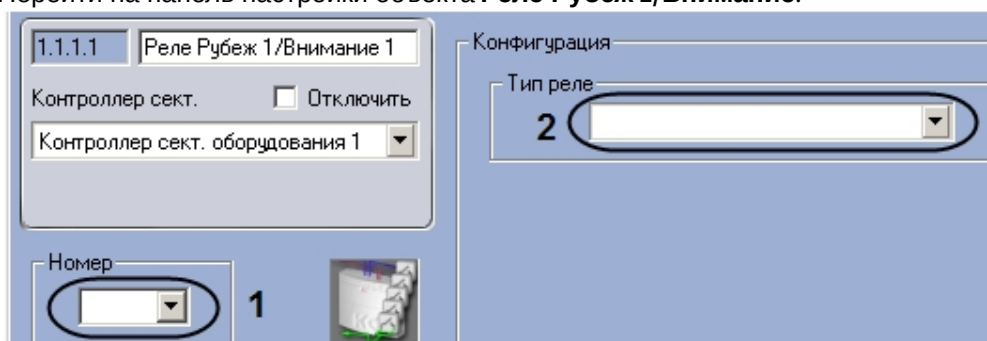 Перейти на панель настройки объекта Реле Рубеж 1/Внимание.
1.1.1.1 Реле Рубеж 1/Внимание 1
Контроллер сект. Отключить
Контроллер сект. оборудования 1
Номер
1
Конфигурация
Тип реле
2